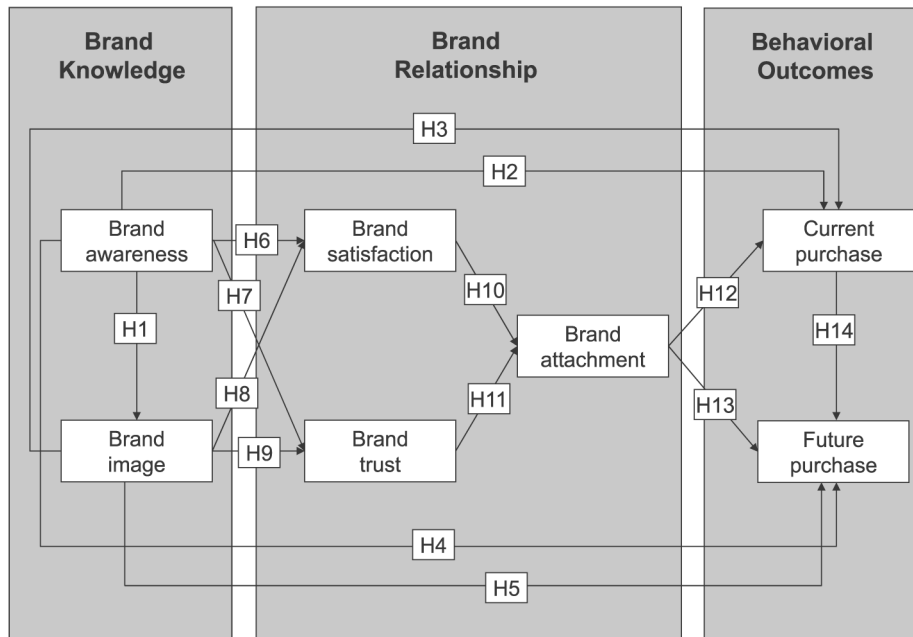 Brand
Knowledge
Brand
Relationship
Behavioral
Outcomes
H3
H2
Brand
awareness
H6
Brand
satisfaction
Current
purchase
H7
H10
H12
H1
Brand
attachment
H14
H8
H11
H13
Brand
image
H9
Brand
trust
Future
purchase
H4
H5